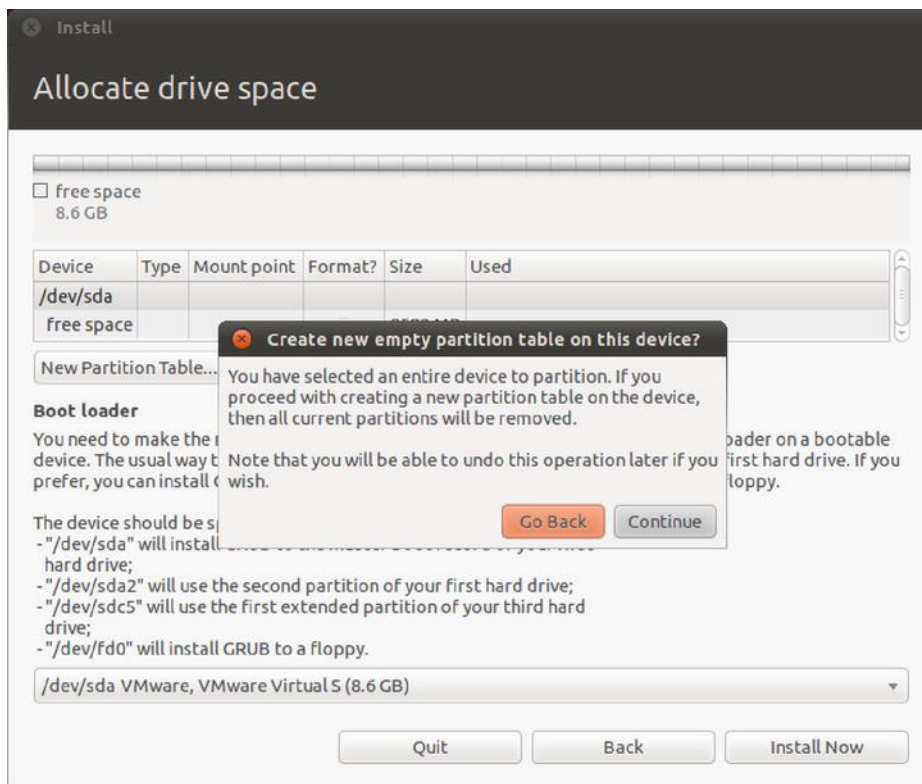 Install
Allocate drive space
free space
8.6 GB
Device Type Mount point Format? Size Used
/dev/sda
free space
Create new empty partition table on this device?
New Partition Table...
You have selected an entire device to partition. If you
proceed with creating a new partition table on the device,
then all current partitions will be removed.
Note that you will be able to undo this operation later if you
wish.
Go Back Continue
Boot loader
You need to make the
device. The usual way
prefer, you can install
on a bootable
first hard drive. If you
floppy.
The device should be
-"/dev/sda" will install
hard drive;
-"/dev/sda2" will use the second partition of your first hard drive;
-"/dev/sdc5" will use the first extended partition of your third hard
drive;
-"/dev/fd0" will install GRUB to a floppy.
/dev/sda VMware, VMware Virtual S (8.6 GB)
Quit Back Install Now